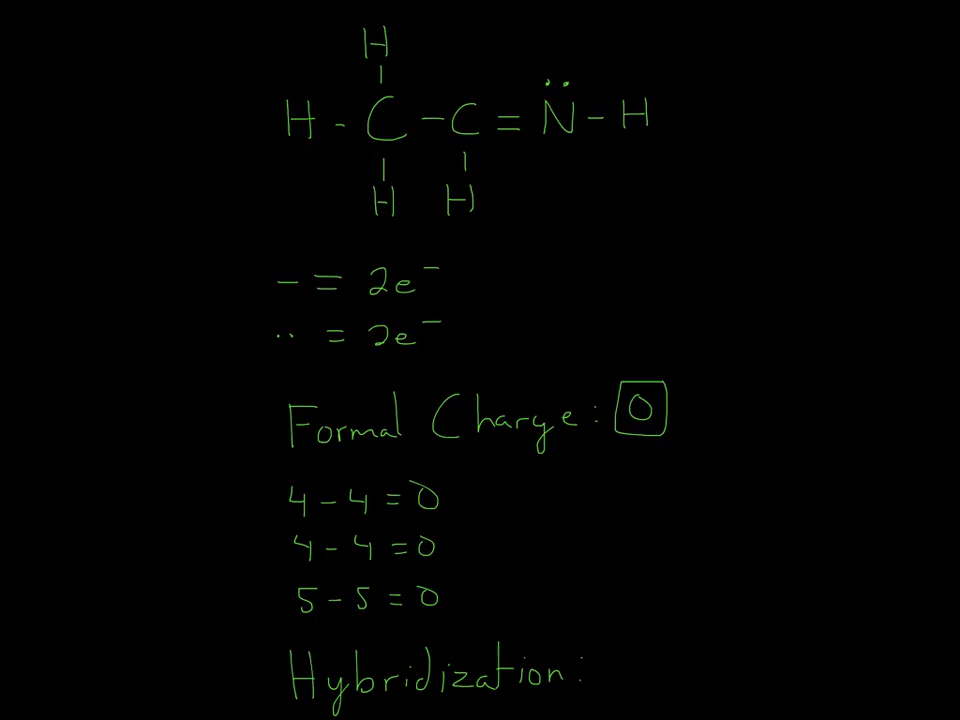 H
H - C - C = N̈ - H
H H
- = 2e⁻
.. = 2e⁻
Formal Charge: 0
4 - 4 = 0
4 - 4 = 0
5 - 5 = 0
Hybridization: